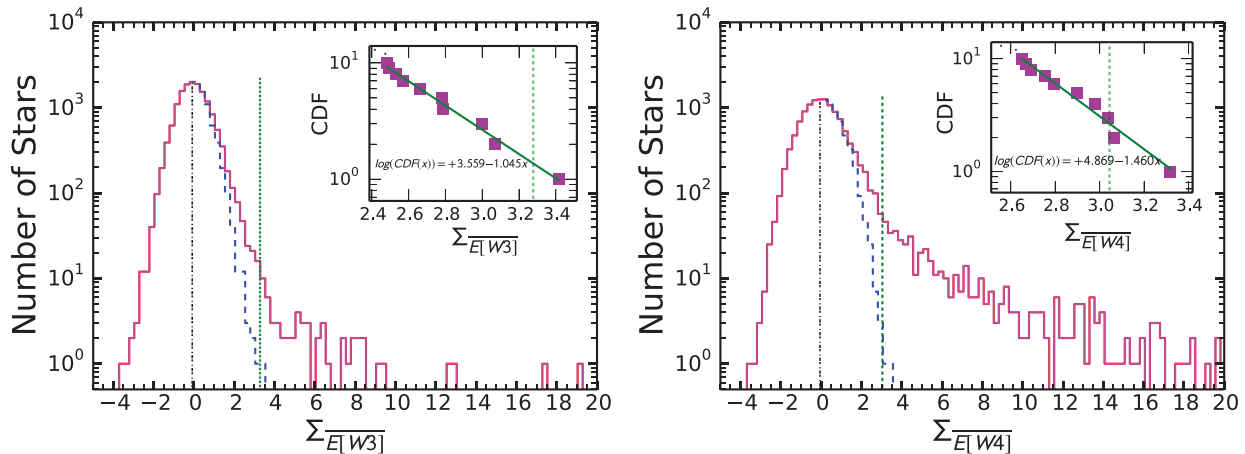 10^4
10^3
10^2
10^1
10^0
Number of Stars
−4 −2 0 2 4 6 8 10 12 14 16 18 20
Σ_E[W3]
10^1
10^0
CDF
log(CDF(x)) = +3.559−1.045x
2.4 2.6 2.8 3.0 3.2 3.4
Σ_E[W3]
10^4
10^3
10^2
10^1
10^0
Number of Stars
−4 −2 0 2 4 6 8 10 12 14 16 18 20
Σ_E[W4]
10^1
10^0
CDF
log(CDF(x)) = +4.869−1.460x
2.6 2.8 3.0 3.2 3.4
Σ_E[W4]